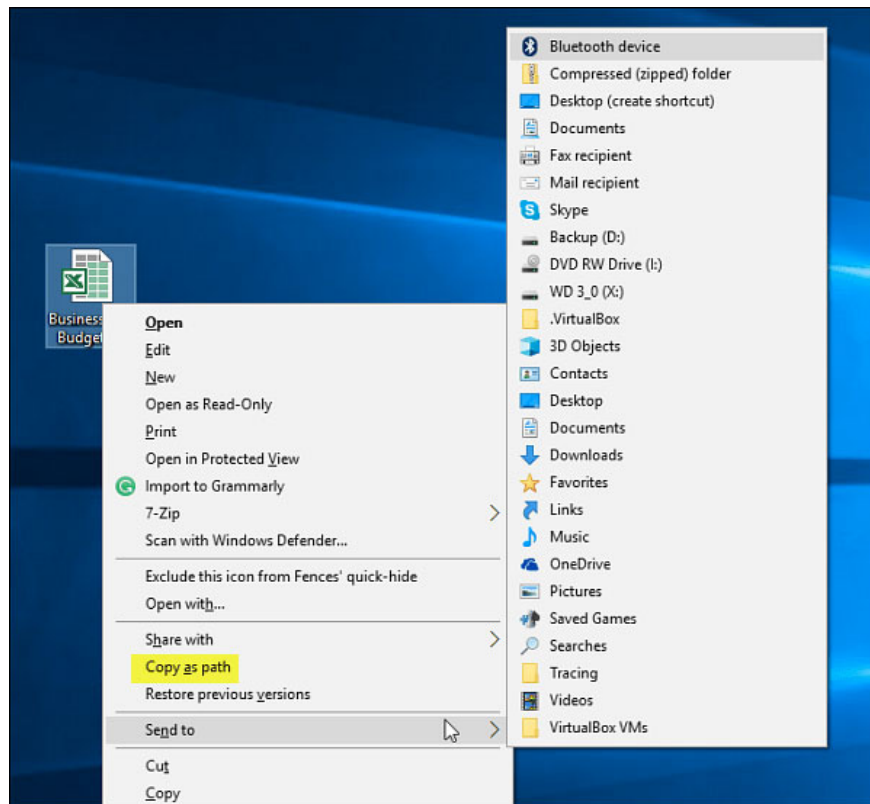 Business
Budget
Open
Edit
New
Open as Read-Only
Print
Open in Protected View
Import to Grammarly
7-Zip
Scan with Windows Defender...
Exclude this icon from Fences' quick-hide
Open with...
Share with
Copy as path
Restore previous versions
Send to
Cut
Copy
Bluetooth device
Compressed (zipped) folder
Desktop (create shortcut)
Documents
Fax recipient
Mail recipient
Skype
Backup (D:)
DVD RW Drive (I:)
WD 3_0 (X:)
.VirtualBox
3D Objects
Contacts
Desktop
Documents
Downloads
Favorites
Links
Music
OneDrive
Pictures
Saved Games
Searches
Tracing
Videos
VirtualBox VMs